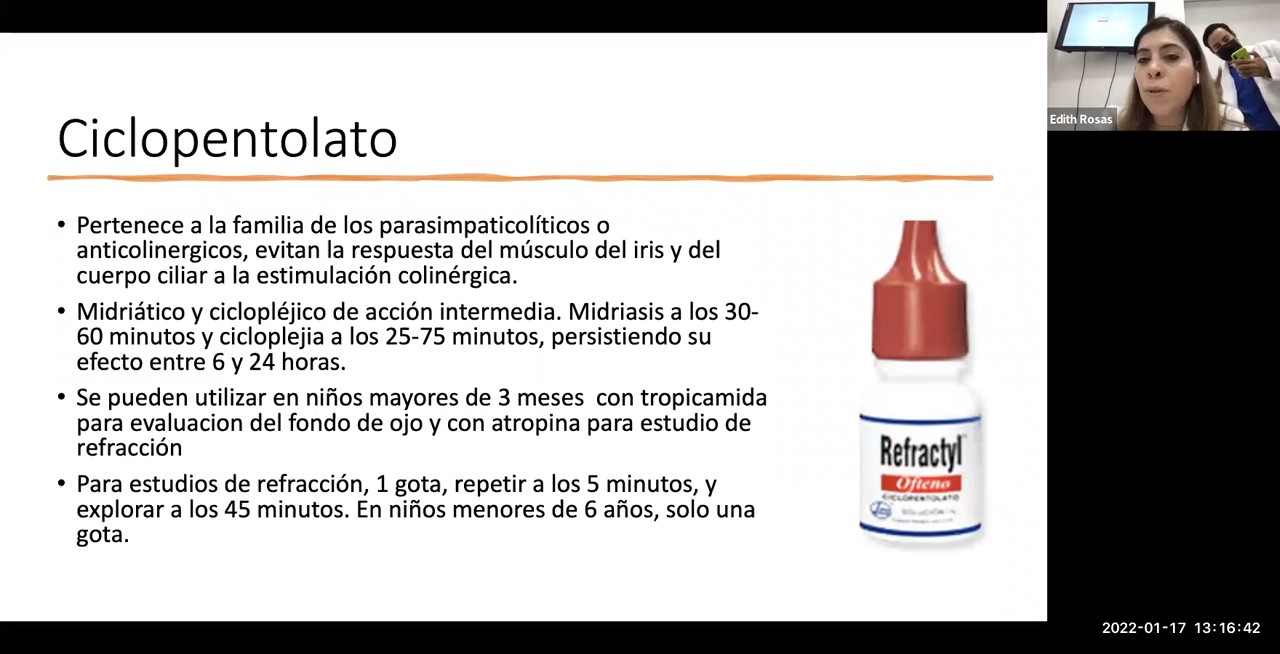 Ciclopentolato
• Pertenece a la familia de los parasimpaticolíticos o
anticolinergicos, evitan la respuesta del músculo del iris y del
cuerpo ciliar a la estimulación colinérgica.
• Midriático y ciclopléjico de acción intermedia. Midriasis a los 30-
60 minutos y cicloplejia a los 25-75 minutos, persistiendo su
efecto entre 6 y 24 horas.
• Se pueden utilizar en niños mayores de 3 meses con tropicamida
para evaluacion del fondo de ojo y con atropina para estudio de
refracción
• Para estudios de refracción, 1 gota, repetir a los 5 minutos, y
explorar a los 45 minutos. En niños menores de 6 años, solo una
gota.
Refractyl
Ofteno
CICLOPENTOLATO
SOLUCIÓN
Edith Rosas
2022-01-17 13:16:42